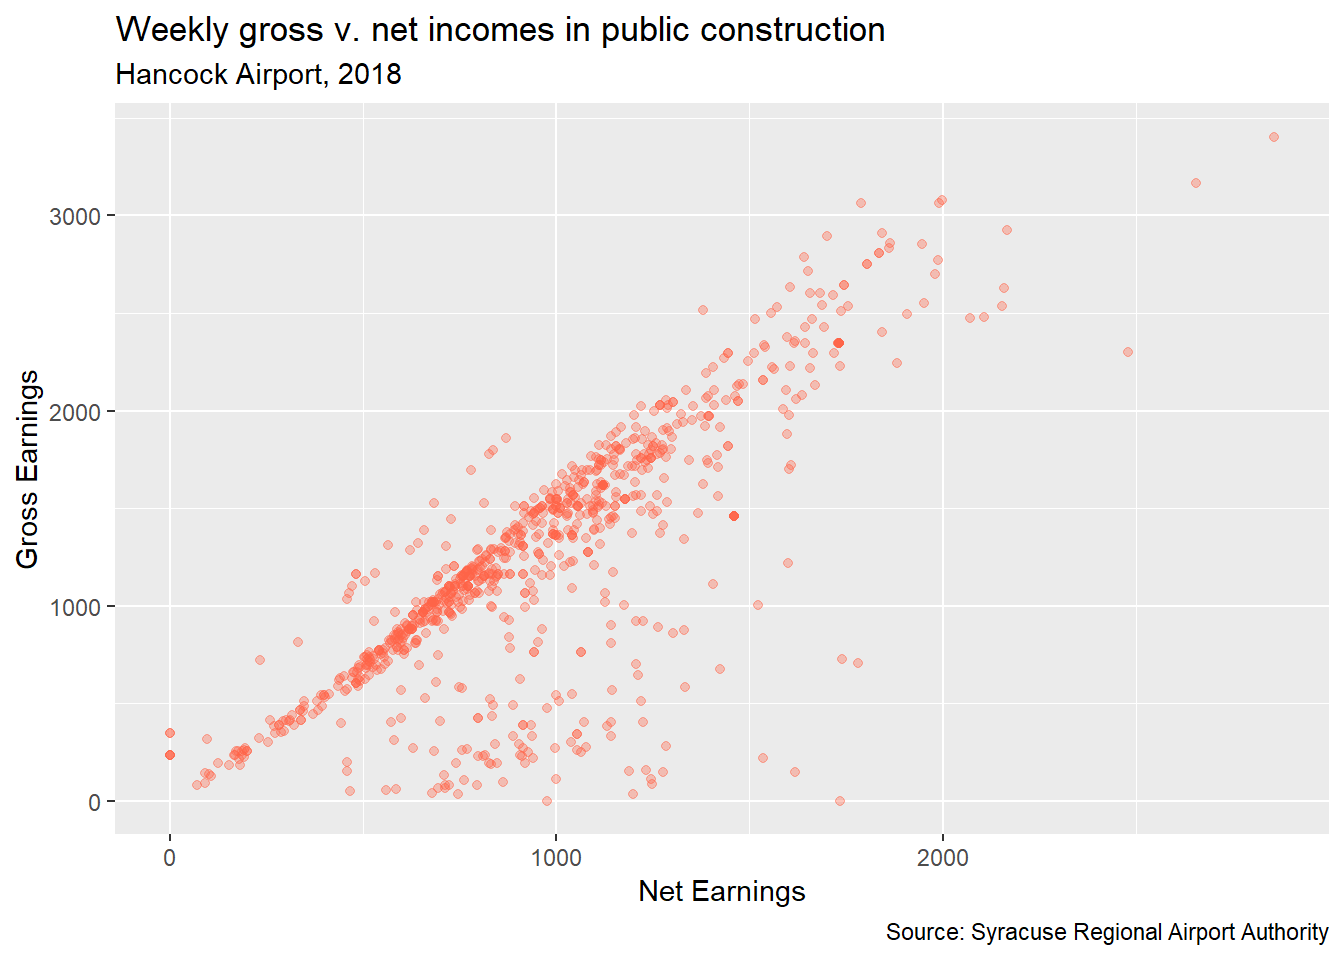 Weekly gross v. net incomes in public construction
Hancock Airport, 2018
Gross Earnings
3000
2000
1000
0
0 1000 2000
Net Earnings
Source: Syracuse Regional Airport Authority